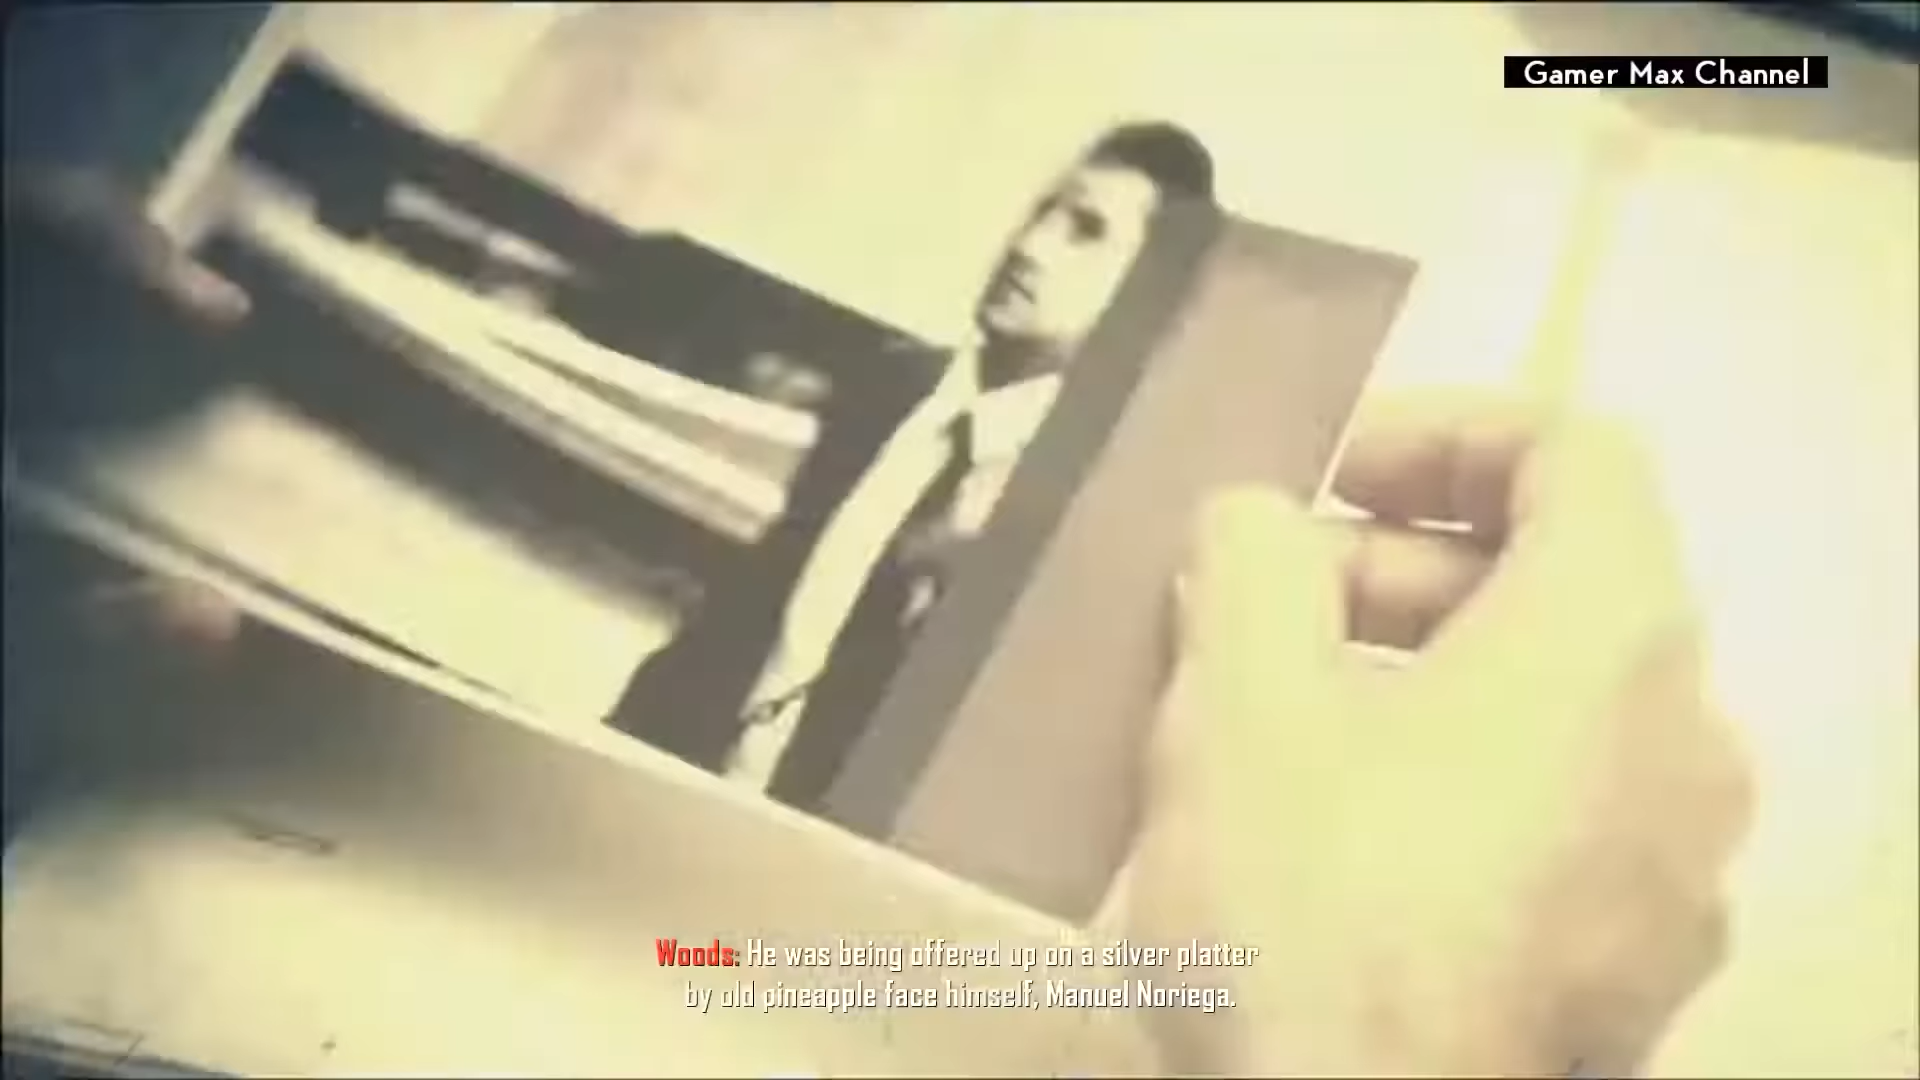 Gamer Max Channel
Woods: He was being offered up on a silver platter
by old pineapple face himself, Manuel Noriega.